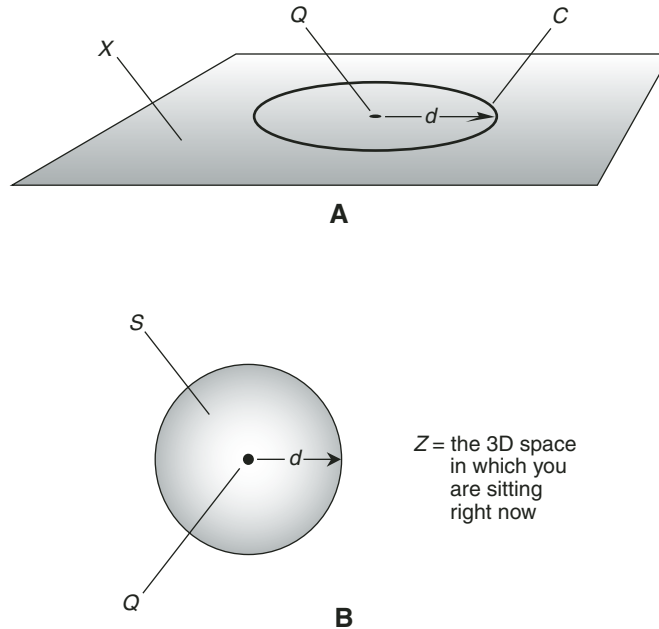 Q
C
X
d
A
S
d
Z = the 3D space
in which you
are sitting
right now
Q
B